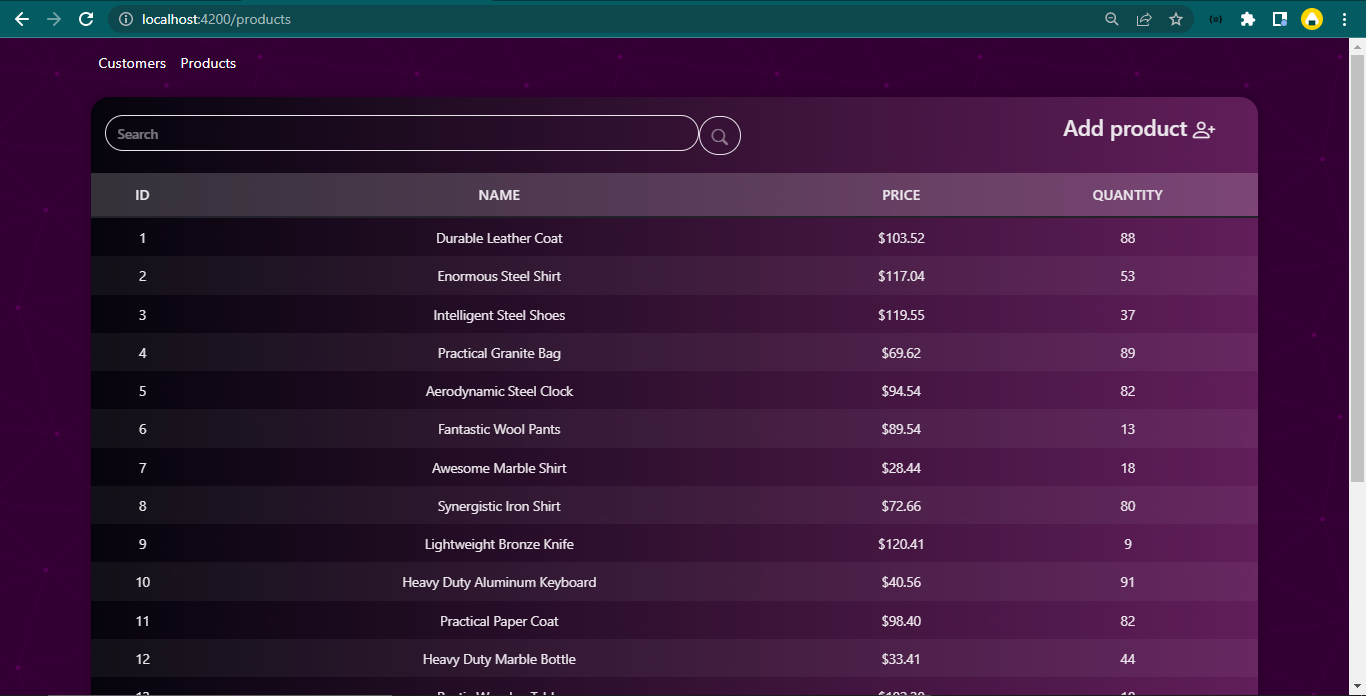 localhost:4200/products
Customers Products
Search
Add product
ID NAME PRICE QUANTITY
1 Durable Leather Coat $103.52 88
2 Enormous Steel Shirt $117.04 53
3 Intelligent Steel Shoes $119.55 37
4 Practical Granite Bag $69.62 89
5 Aerodynamic Steel Clock $94.54 82
6 Fantastic Wool Pants $89.54 13
7 Awesome Marble Shirt $28.44 18
8 Synergistic Iron Shirt $72.66 80
9 Lightweight Bronze Knife $120.41 9
10 Heavy Duty Aluminum Keyboard $40.56 91
11 Practical Paper Coat $98.40 82
12 Heavy Duty Marble Bottle $33.41 44